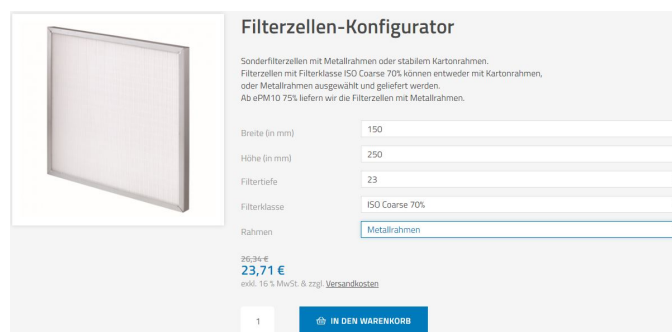 Filterzellen-Konfigurator
Sonderfilterzellen mit Metallrahmen oder stabilem Kartonrahmen.
Filterzellen mit Filterklasse ISO Coarse 70% können entweder mit Kartonrahmen,
oder Metallrahmen ausgewählt und geliefert werden.
Ab ePM10 75% liefern wir die Filterzellen mit Metallrahmen.
Breite (in mm) 150
Höhe (in mm) 250
Filtertiefe 23
Filterklasse ISO Coarse 70%
Rahmen Metallrahmen
26,34 €
23,71 €
exkl. 16 % MwSt. & zzgl. Versandkosten
1 IN DEN WARENKORB